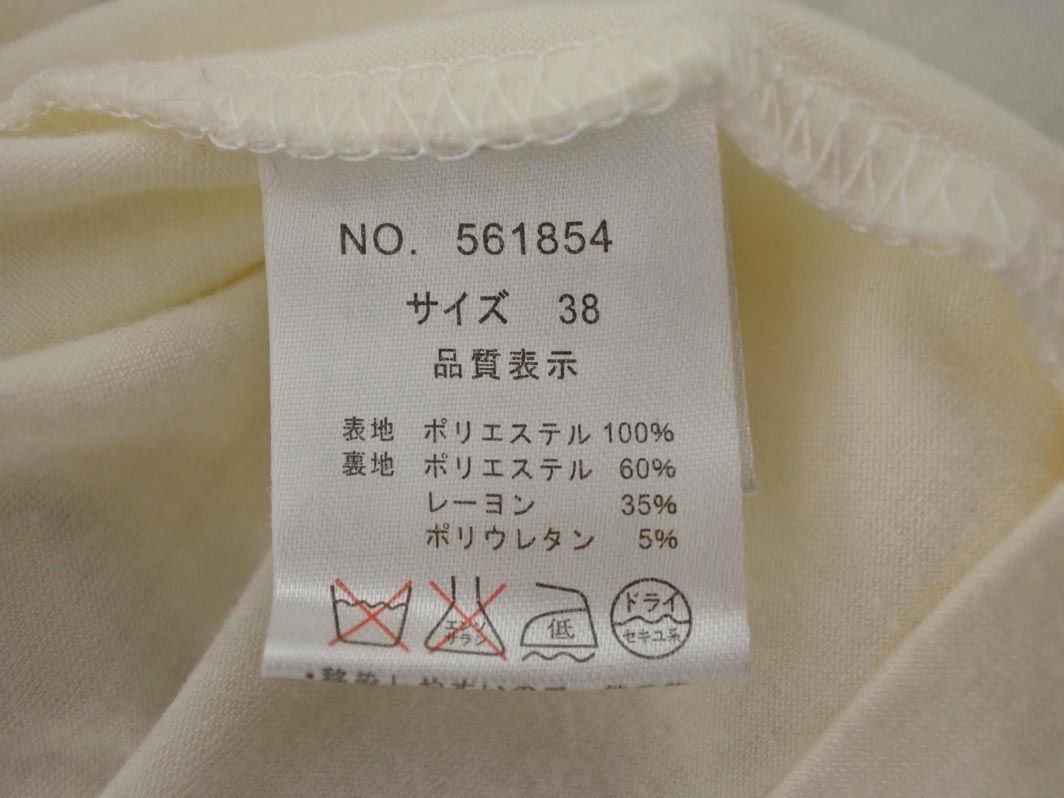 NO. 561854
サイズ 38
品質表示
表地 ポリエステル 100%
裏地 ポリエステル 60%
レーヨン 35%
ポリウレタン 5%
エンソ
サラシ
低
ドライ
セキユ系